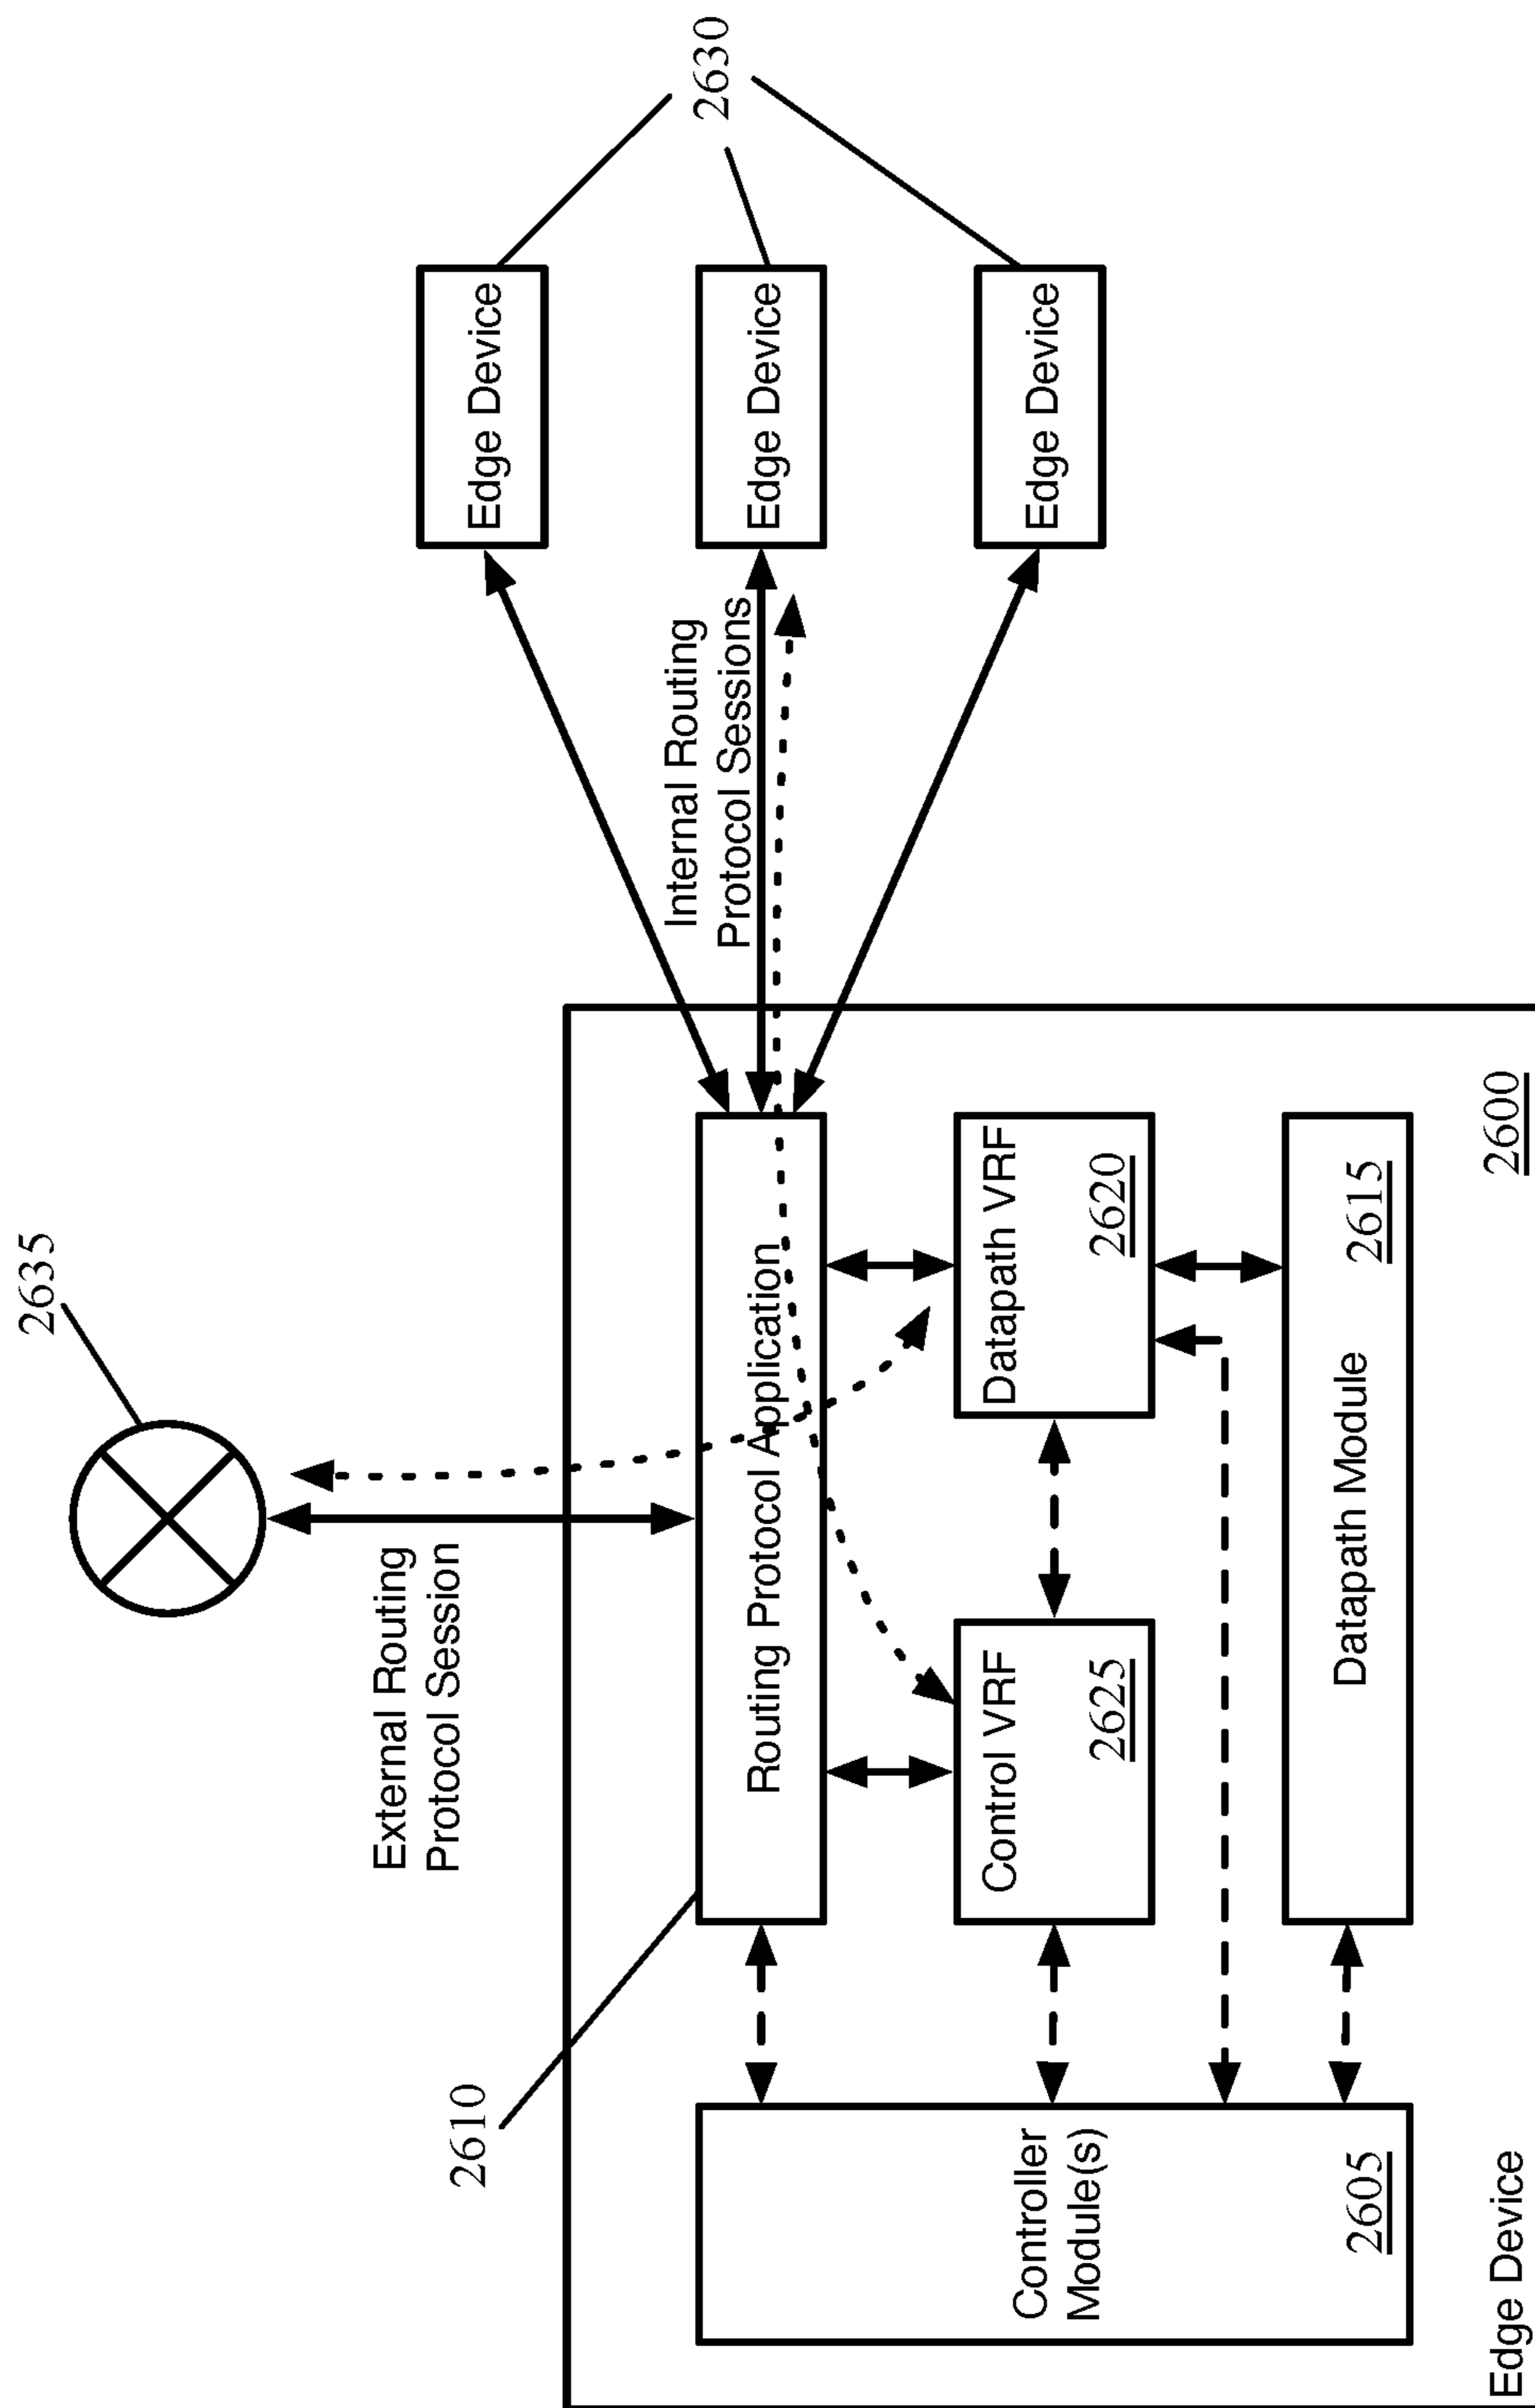 2635
External Routing
Protocol Session
2610
Routing Protocol Application
Internal Routing
Protocol Sessions
Edge Device
Edge Device
Edge Device
2630
Controller
Module(s)
2605
Control VRF
2625
Datapath VRF
2620
Datapath Module
2615
Edge Device
2600